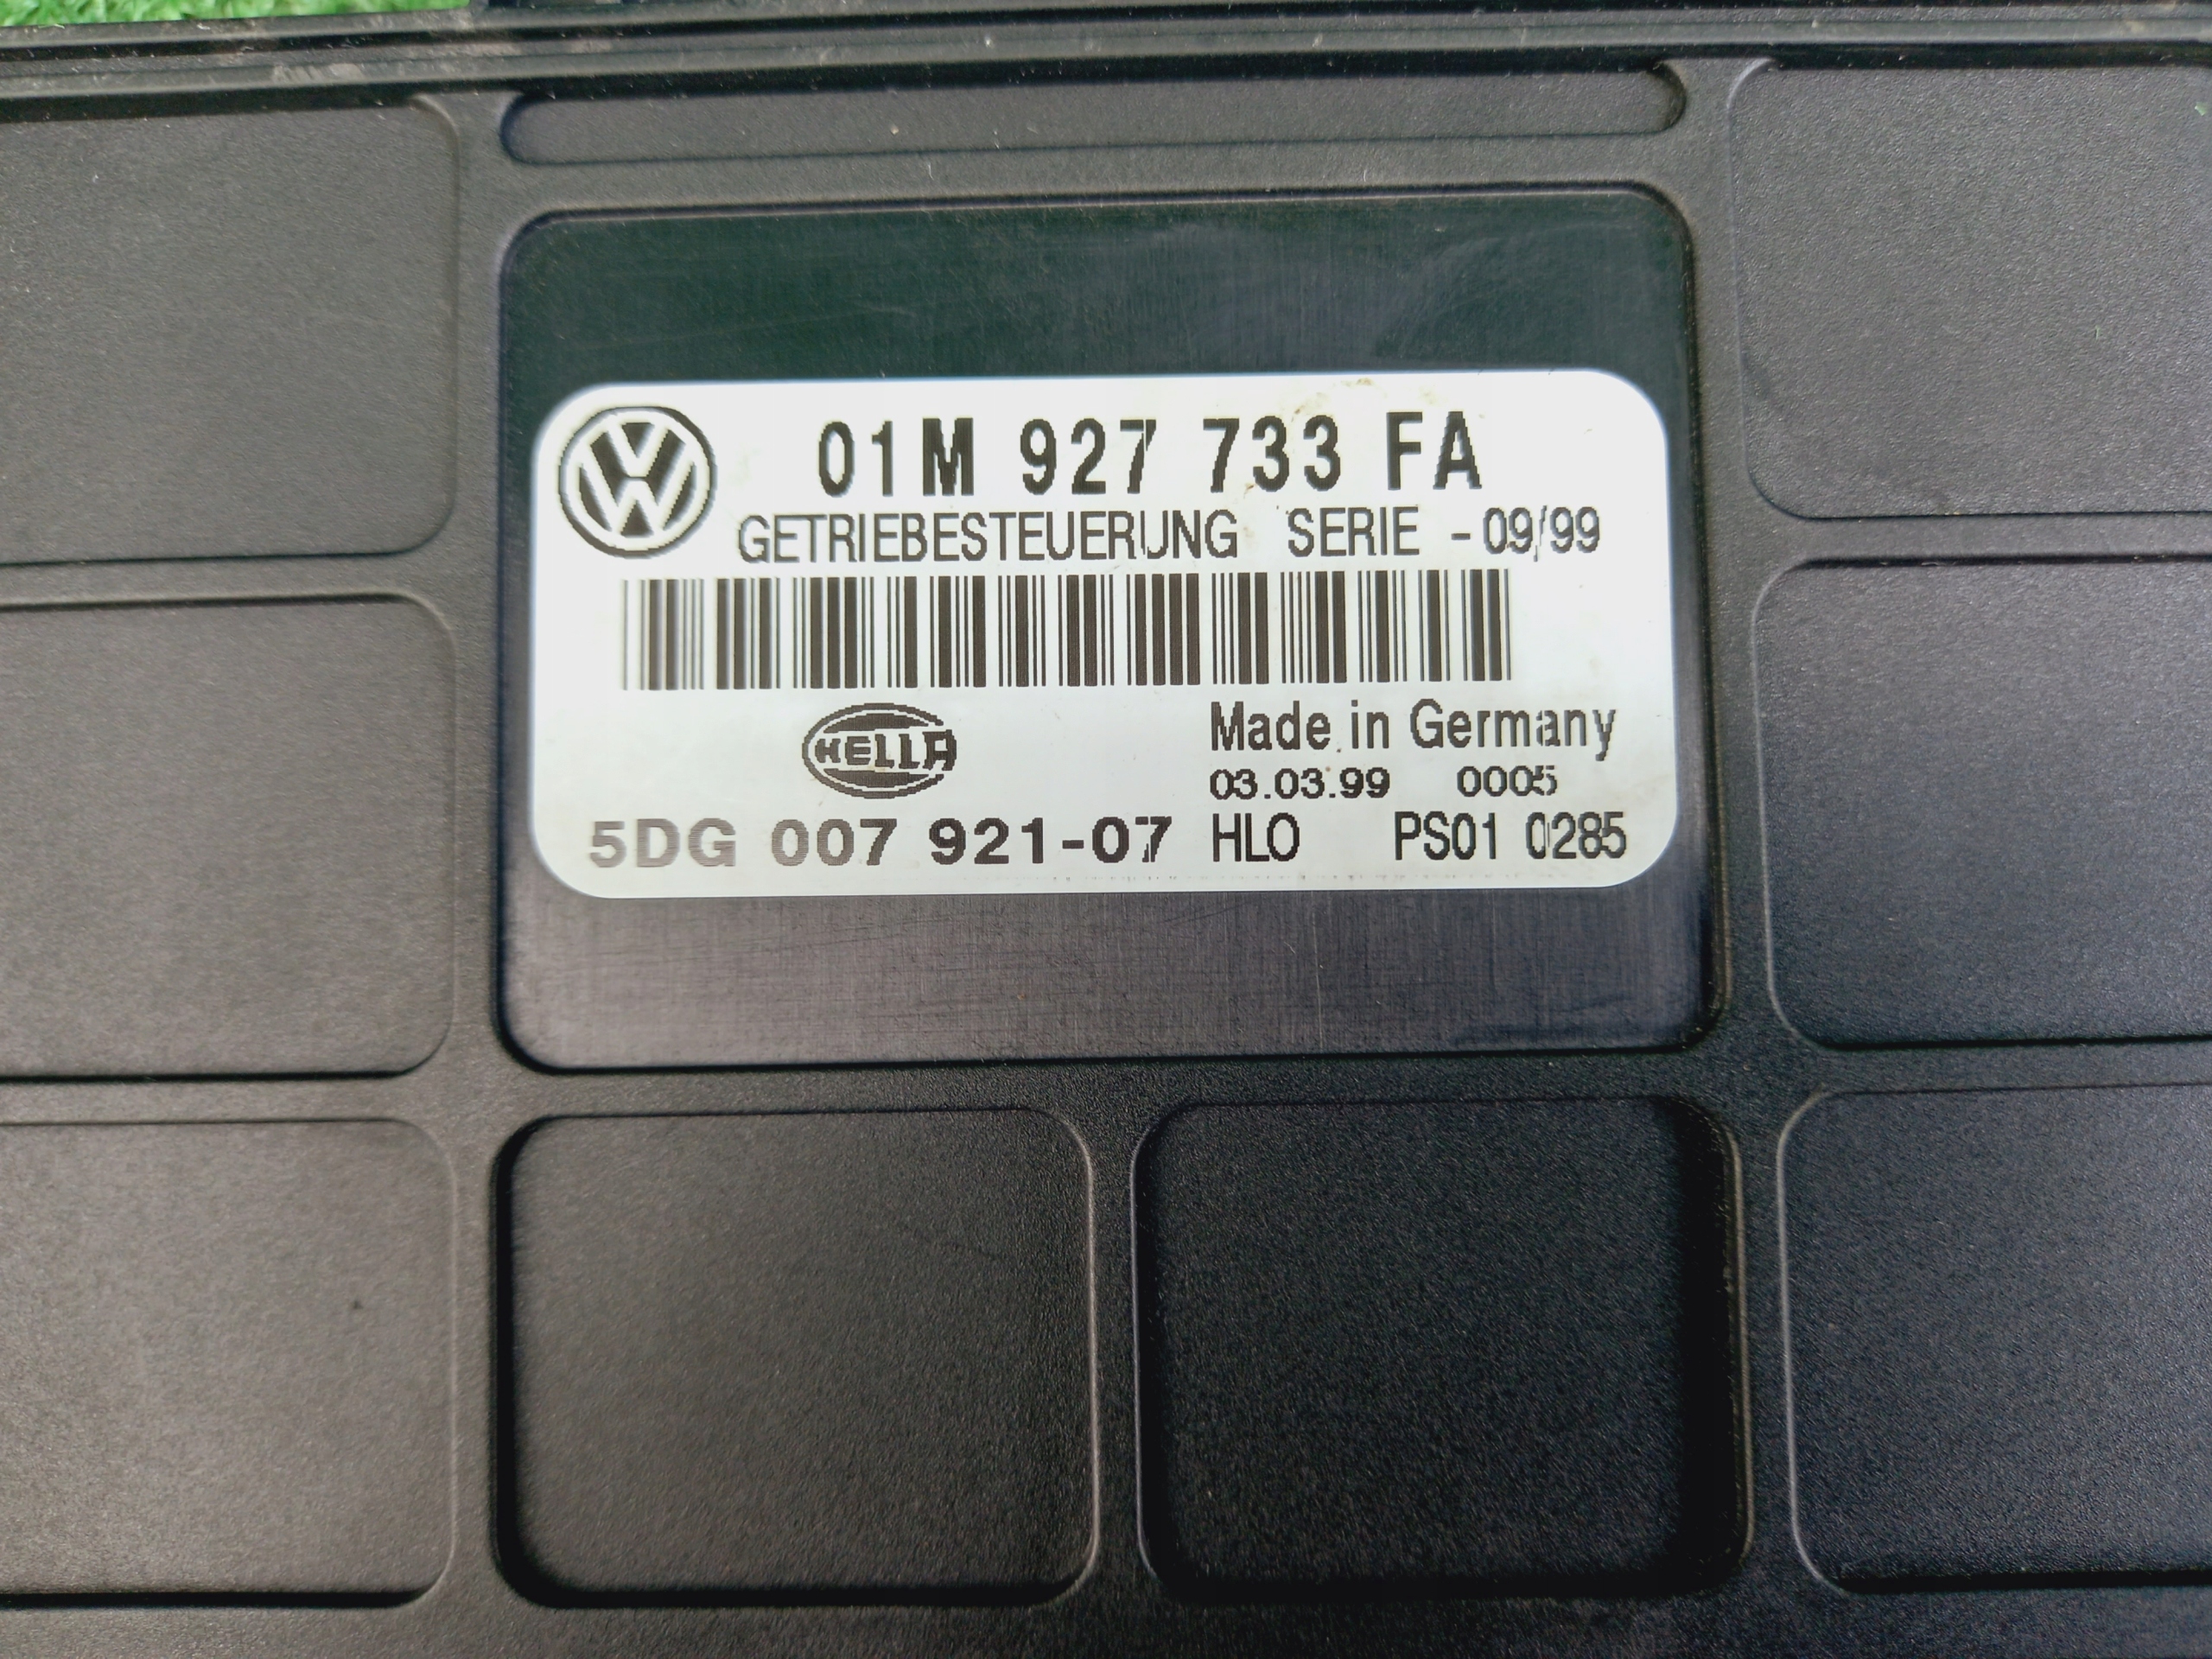 01M 927 733 FA
GETRIEBESTEUERUNG SERIE -09/99
HELLA
Made in Germany
03.03.99 0005
5DG 007 921-07 HLO PS01 0285